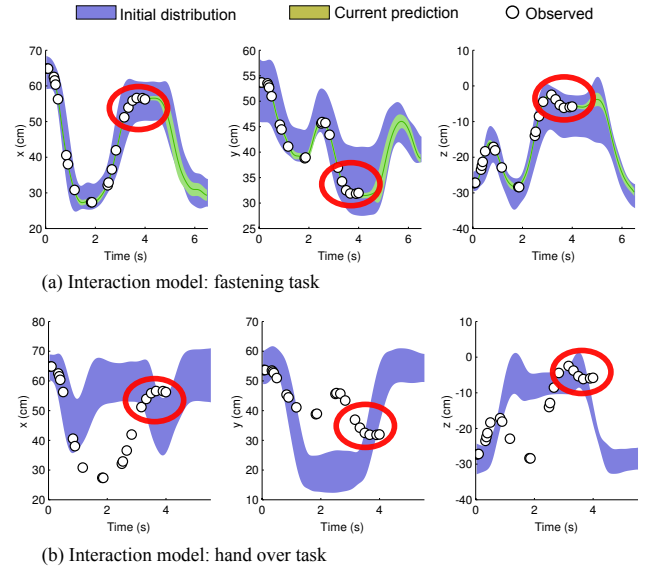 Initial distribution Current prediction Observed
70
60
50
40
30
20
x (cm)
0 2 4 6
Time (s)
60
55
50
45
40
35
30
25
y (cm)
0 2 4 6
Time (s)
10
0
-10
-20
-30
-40
z (cm)
0 2 4 6
Time (s)
(a) Interaction model: fastening task
80
70
60
50
40
30
20
x (cm)
0 2 4
Time (s)
70
60
50
40
30
20
10
y (cm)
0 2 4
Time (s)
10
0
-10
-20
-30
-40
z (cm)
0 2 4
Time (s)
(b) Interaction model: hand over task